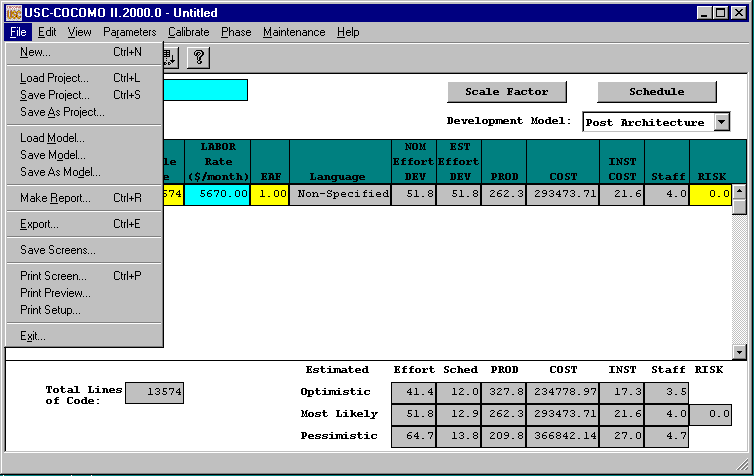 USC-COCOMO II.2000.0 - Untitled
File Edit View Parameters Calibrate Phase Maintenance Help
New... Ctrl+N
Load Project... Ctrl+L
Save Project... Ctrl+S
Save As Project...
Load Model...
Save Model...
Save As Model...
Make Report... Ctrl+R
Export... Ctrl+E
Save Screens...
Print Screen... Ctrl+P
Print Preview...
Print Setup...
Exit...
?
Scale Factor Schedule
Development Model: Post Architecture
le
e
LABOR
Rate
($/month)
EAF
Language
NOM
Effort
DEV
EST
Effort
DEV
PROD
COST
INST
COST
Staff
RISK
574 5670.00 1.00 Non-Specified 51.8 51.8 262.3 293473.71 21.6 4.0 0.0
Total Lines
of Code:
13574
Estimated Effort Sched PROD COST INST Staff RISK
Optimistic 41.4 12.0 327.8 234778.97 17.3 3.5
Most Likely 51.8 12.9 262.3 293473.71 21.6 4.0 0.0
Pessimistic 64.7 13.8 209.8 366842.14 27.0 4.7